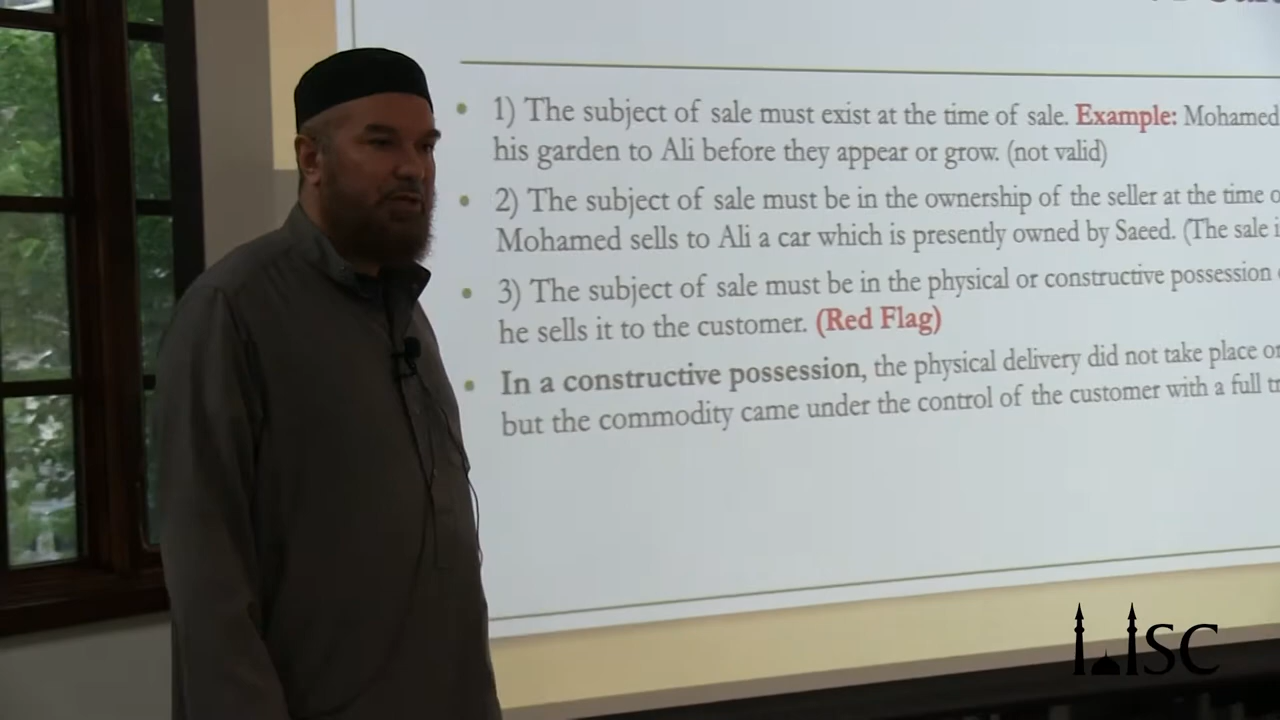 1) The subject of sale must exist at the time of sale. Example: Mohamed
his garden to Ali before they appear or grow. (not valid)
2) The subject of sale must be in the ownership of the seller at the time
Mohamed sells to Ali a car which is presently owned by Saeed. (The sale
3) The subject of sale must be in the physical or constructive possession
he sells it to the customer. (Red Flag)
In a constructive possession, the physical delivery did not take place
but the commodity came under the control of the customer with a full
ISC